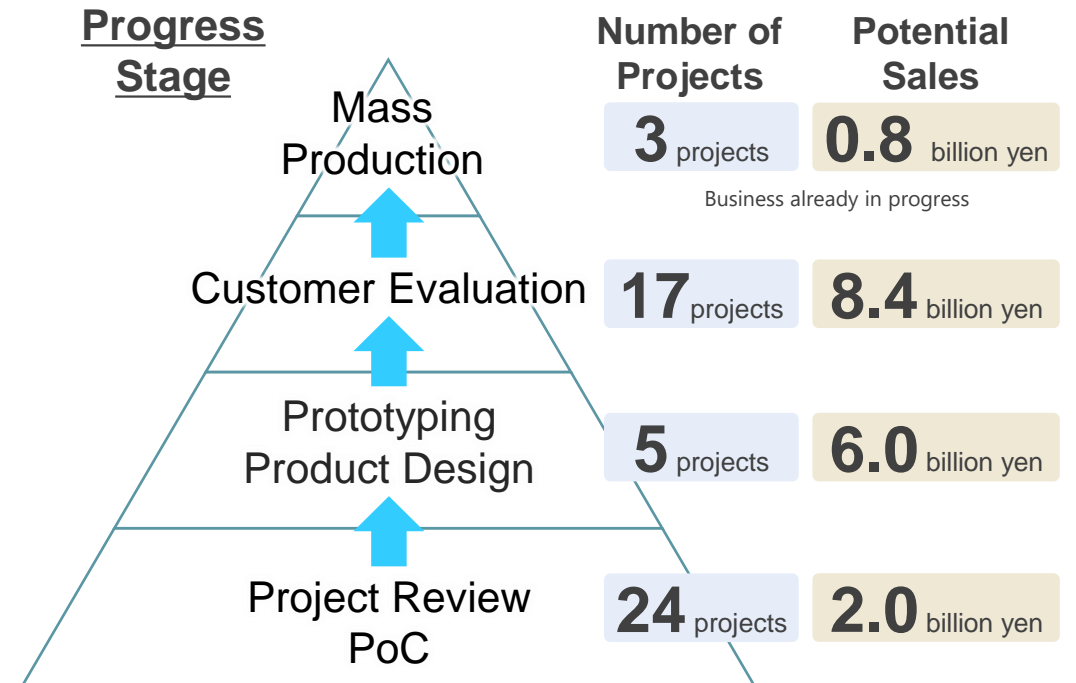 Progress
Stage
Number of
Projects
Potential
Sales
Mass
Production
3 projects
0.8 billion yen
Business already in progress
Customer Evaluation
17 projects
8.4 billion yen
Prototyping
Product Design
5 projects
6.0 billion yen
Project Review
PoC
24 projects
2.0 billion yen